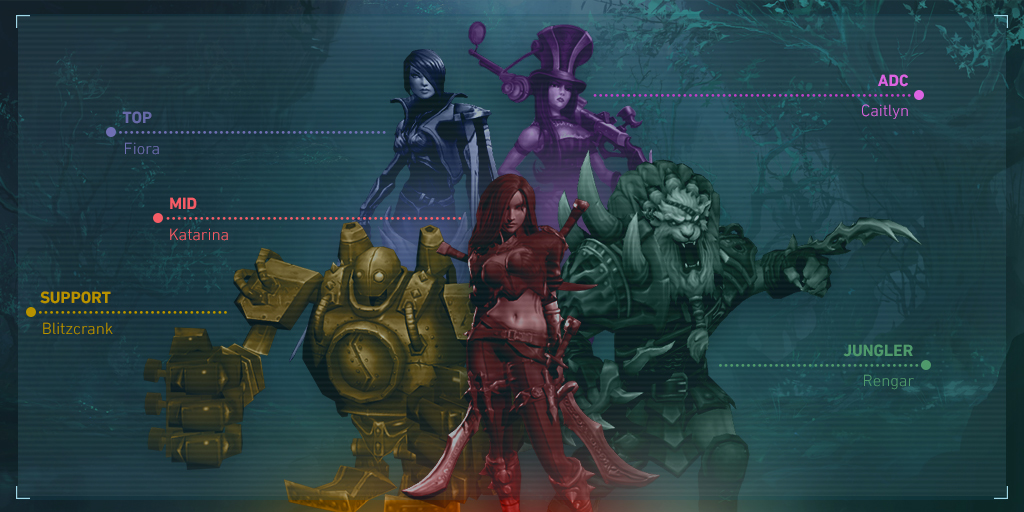 ADC
Caitlyn
TOP
Fiora
MID
Katarina
SUPPORT
Blitzcrank
JUNGLER
Rengar